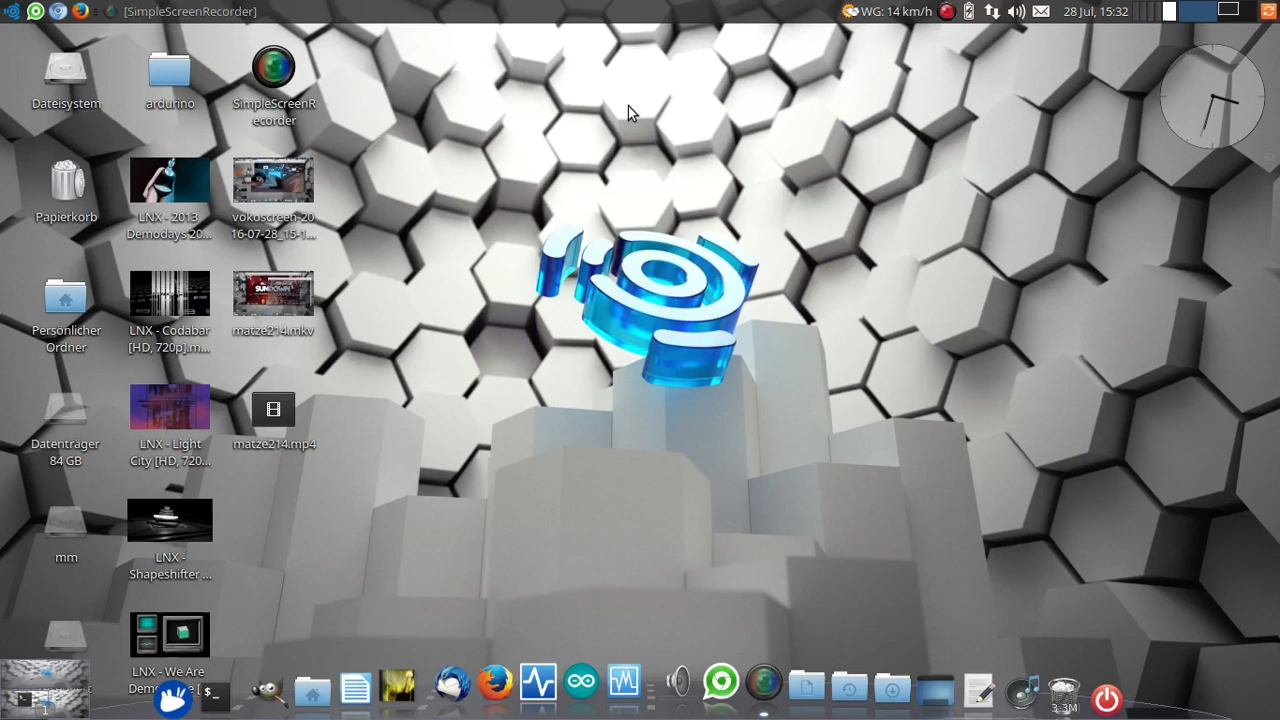 [SimpleScreenRecorder]
WG: 14 km/h
28 Jul, 15:32
Dateisystem
ardurino
SimpleScreenR
ecorder
Papierkorb
LNX - 2013
Demodays 20...
vokoscreen-20
16-07-28_15-1...
Persönlicher
Ordner
LNX - Codabar
[HD, 720p].m...
SUNDOWN
matze214.mkv
Datenträger
84 GB
LNX - Light
City [HD, 720...
matze214.mp4
mm
LNX -
Shapeshifter ...
LNX - We Are
1
$_
3.3M